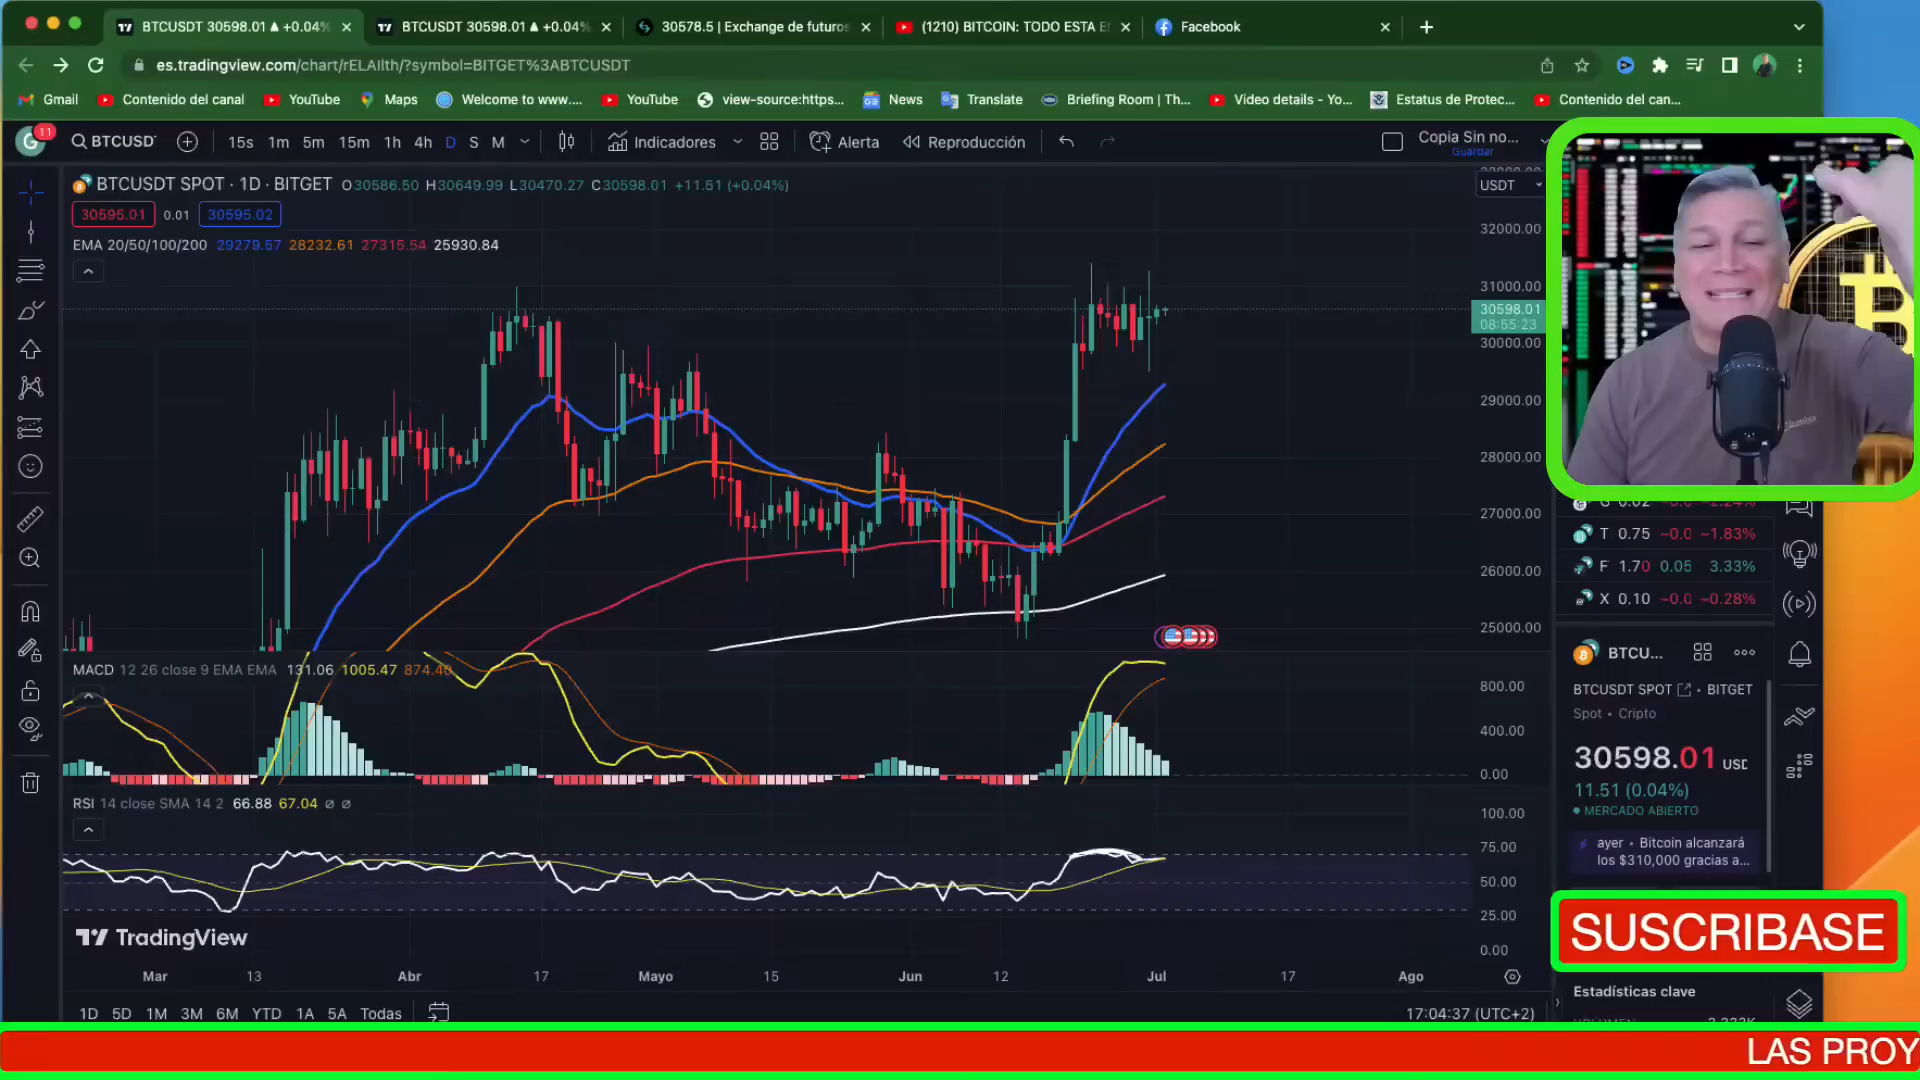 BTCUSDT 30598.01 ▲ +0.04%
BTCUSDT 30598.01 ▲ +0.04%
30578.5 | Exchange de futuros
(1210) BITCOIN: TODO ESTA E
Facebook
es.tradingview.com/chart/rELAIlth/?symbol=BITGET%3ABTCUSDT
Gmail
Contenido del canal
YouTube
Maps
Welcome to www....
YouTube
view-source:https...
News
Translate
Briefing Room | Th...
Video details - Yo...
Estatus de Protec...
Contenido del can...
G
11
BTCUSD
15s 1m 5m 15m 1h 4h D S M
Indicadores
Alerta
Reproducción
Copia Sin no...
Guardar
BTCUSDT SPOT · 1D · BITGET O30586.50 H30649.99 L30470.27 C30598.01 +11.51 (+0.04%)
USDT
30595.01 0.01 30595.02
EMA 20/50/100/200 29279.57 28232.61 27315.54 25930.84
32000.00
31000.00
30598.01
08:55:23
30000.00
29000.00
28000.00
27000.00
26000.00
25000.00
MACD 12 26 close 9 EMA EMA 131.06 1005.47 874.40
800.00
400.00
0.00
RSI 14 close SMA 14 2 66.88 67.04 ∅ ∅
100.00
75.00
50.00
25.00
0.00
TradingView
Mar 13 Abr 17 Mayo 15 Jun 12 Jul 17 Ago
1D 5D 1M 3M 6M YTD 1A 5A Todas
17:04:37 (UTC+2)
T 0.75 −0.0 −1.83%
F 1.70 0.05 3.33%
X 0.10 −0.0 −0.28%
BTCU...
BTCUSDT SPOT • BITGET
Spot • Cripto
30598.01
11.51 (0.04%)
MERCADO ABIERTO
ayer • Bitcoin alcanzará
los $310,000 gracias a...
SUSCRIBASE
Estadísticas clave
LAS PROY